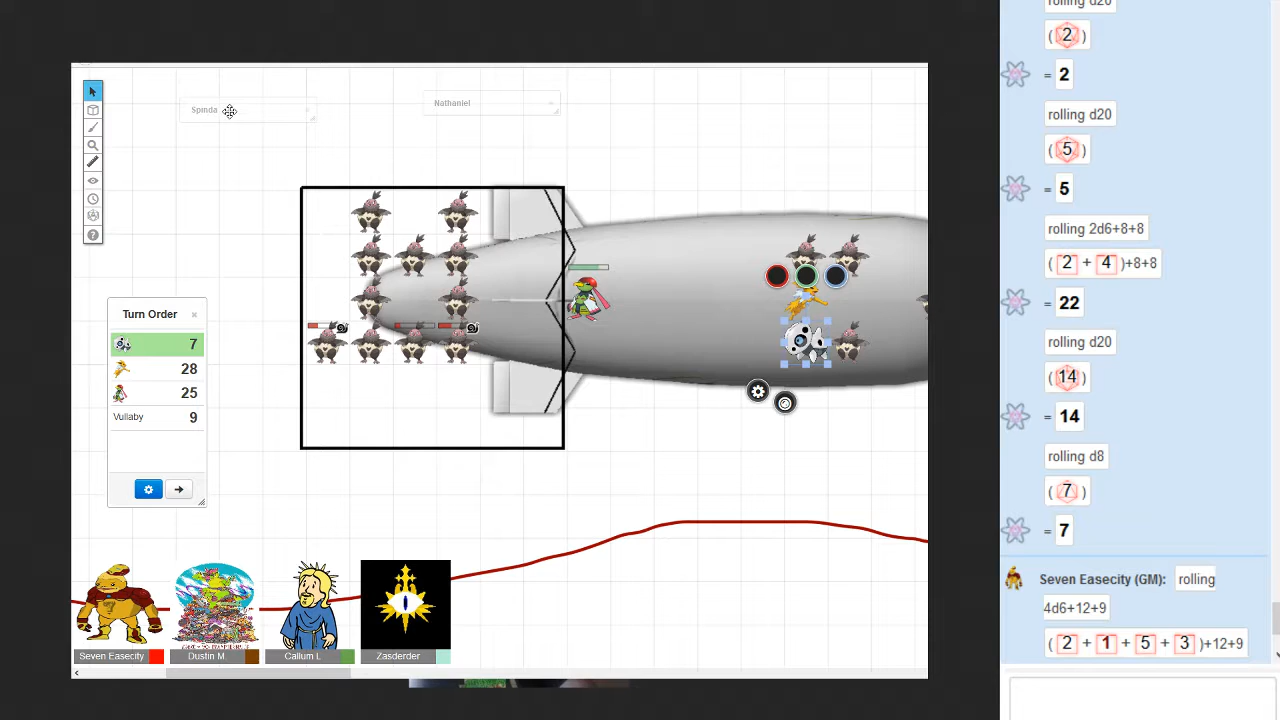 Spinda
Nathaniel
Turn Order
7
28
25
Vullaby 9
Seven Easecity
Dustin M.
Callum L
Zasderder
rolling d20
( 2 )
= 2
rolling d20
( 5 )
= 5
rolling 2d6+8+8
( 2 + 4 )+8+8
= 22
rolling d20
( 14 )
= 14
rolling d8
( 7 )
= 7
Seven Easecity (GM): rolling
4d6+12+9
( 2 + 1 + 5 + 3 )+12+9